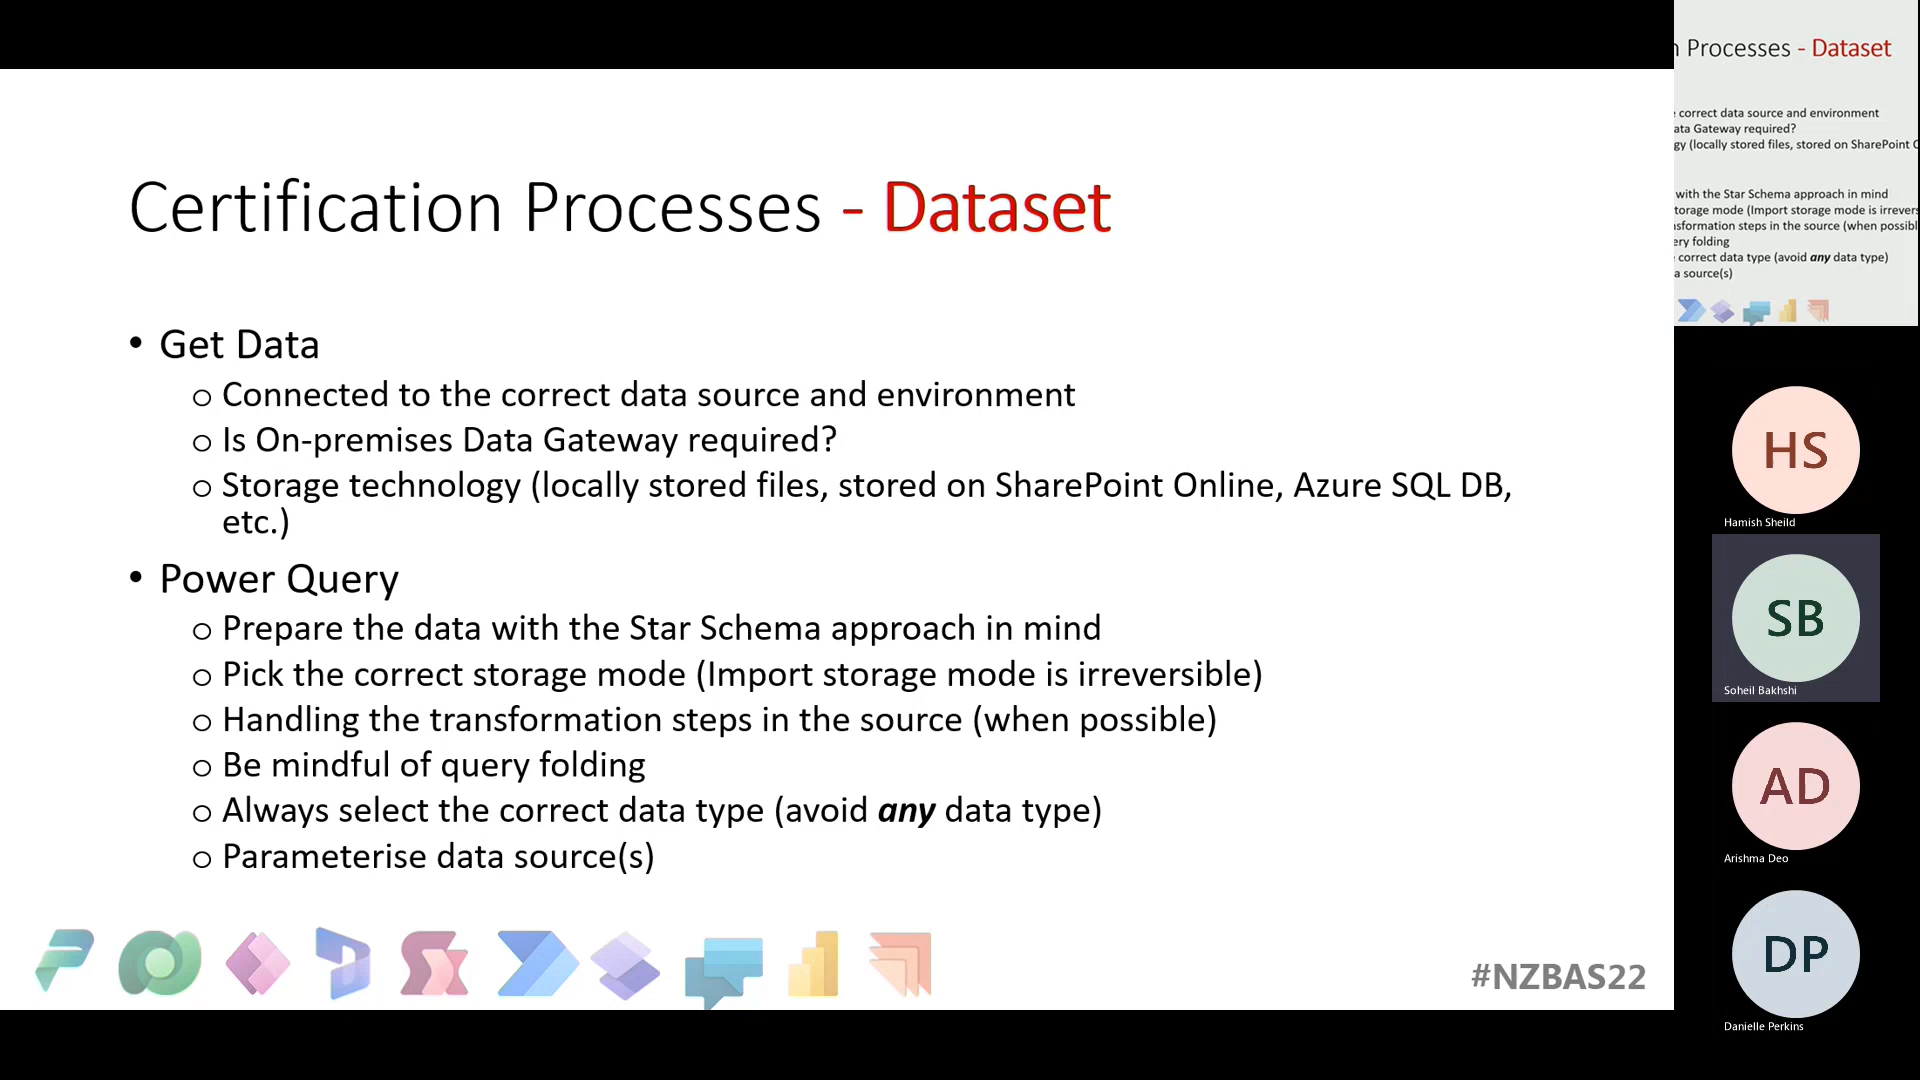 Certification Processes - Dataset
• Get Data
o Connected to the correct data source and environment
o Is On-premises Data Gateway required?
o Storage technology (locally stored files, stored on SharePoint Online, Azure SQL DB,
etc.)
• Power Query
o Prepare the data with the Star Schema approach in mind
o Pick the correct storage mode (Import storage mode is irreversible)
o Handling the transformation steps in the source (when possible)
o Be mindful of query folding
o Always select the correct data type (avoid any data type)
o Parameterise data source(s)
#NZBAS22
Processes - Dataset
correct data source and environment
Gateway required?
(locally stored files, stored on SharePoint
with the Star Schema approach in mind
mode (Import storage mode is
steps in the source (when
folding
correct data type (avoid any data type)
source(s)
HS
Hamish Sheild
SB
Soheil Bakhshi
AD
Arishma Deo
DP
Danielle Perkins